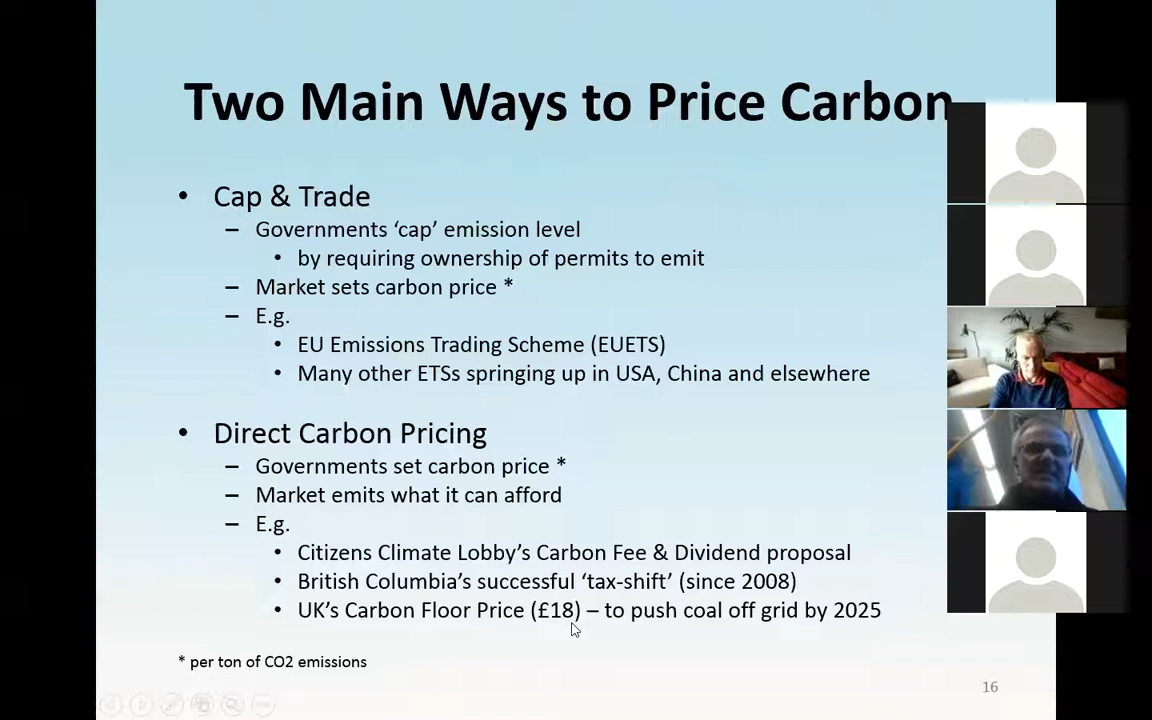 Two Main Ways to Price Carbon
• Cap & Trade
– Governments ‘cap’ emission level
• by requiring ownership of permits to emit
– Market sets carbon price *
– E.g.
• EU Emissions Trading Scheme (EUETS)
• Many other ETSs springing up in USA, China and elsewhere
• Direct Carbon Pricing
– Governments set carbon price *
– Market emits what it can afford
– E.g.
• Citizens Climate Lobby’s Carbon Fee & Dividend proposal
• British Columbia’s successful ‘tax-shift’ (since 2008)
• UK’s Carbon Floor Price (£18) – to push coal off grid by 2025
* per ton of CO2 emissions
16